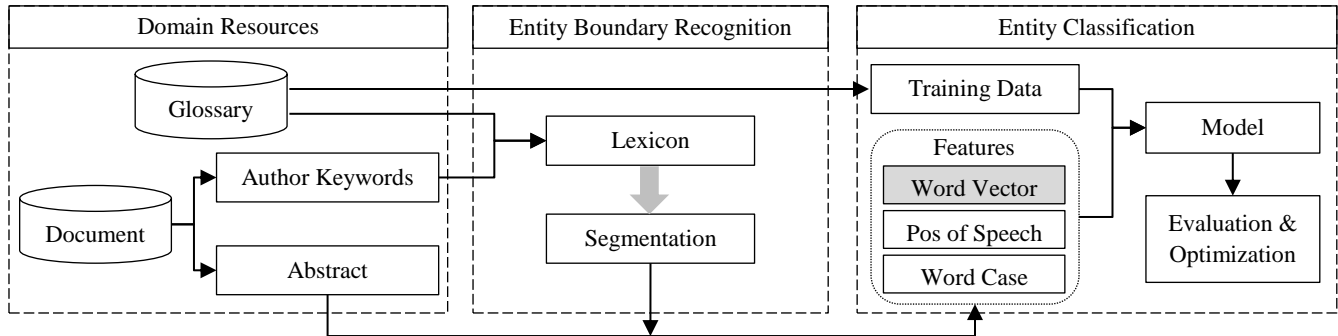 Domain Resources
Glossary
Author Keywords
Document
Abstract
Entity Boundary Recognition
Lexicon
Segmentation
Entity Classification
Training Data
Features
Word Vector
Pos of Speech
Word Case
Model
Evaluation &
Optimization